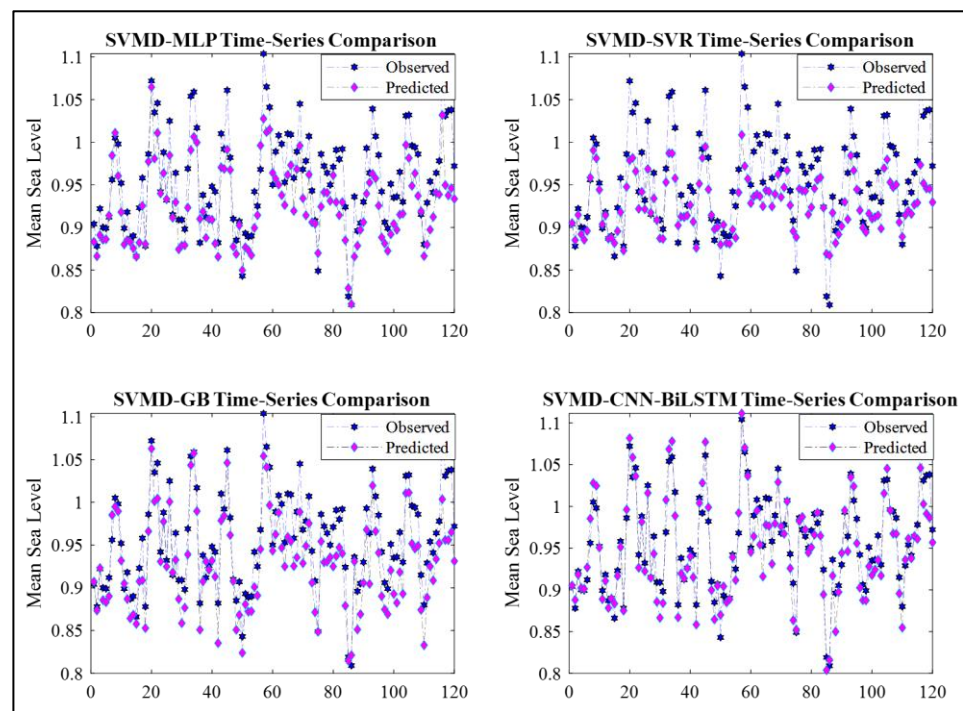 SVMD-MLP Time-Series Comparison
1.1
1.05
1
0.95
0.9
0.85
0.8
Mean Sea Level
Observed
Predicted
0 20 40 60 80 100 120
SVMD-SVR Time-Series Comparison
1.1
1.05
1
0.95
0.9
0.85
0.8
Mean Sea Level
Observed
Predicted
0 20 40 60 80 100 120
SVMD-GB Time-Series Comparison
1.1
1.05
1
0.95
0.9
0.85
0.8
Mean Sea Level
Observed
Predicted
0 20 40 60 80 100 120
SVMD-CNN-BiLSTM Time-Series Comparison
1.1
1.05
1
0.95
0.9
0.85
0.8
Mean Sea Level
Observed
Predicted
0 20 40 60 80 100 120